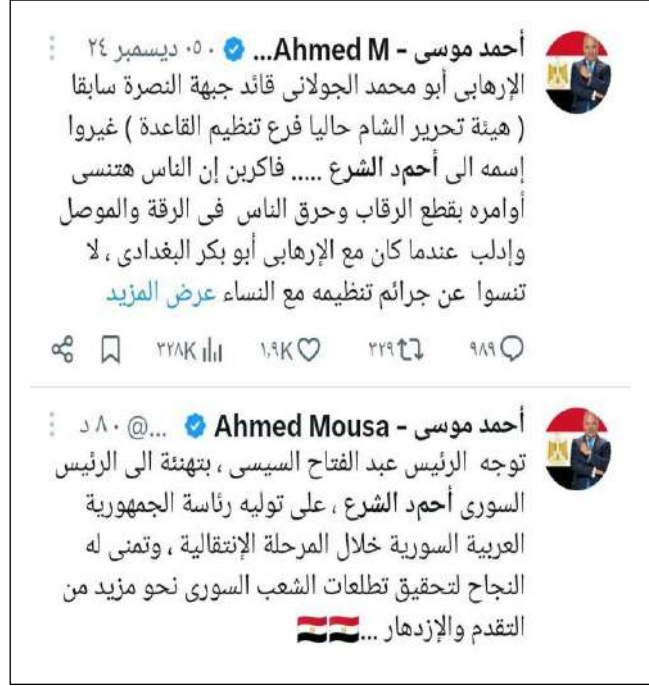 أحمد موسى – Ahmed M... · ٠٥ ديسمبر ٢٤
الإرهابى أبو محمد الجولانى قائد جبهة النصرة سابقا
( هيئة تحرير الشام حاليا فرع تنظيم القاعدة ) غيروا
إسمه الى أحمد الشرع ..... فاكرين إن الناس هتنسى
أوامره بقطع الرقاب وحرق الناس فى الرقة والموصل
وإدلب عندما كان مع الإرهابى أبو بكر البغدادى ، لا
تنسوا عن جرائم تنظيمه مع النساء عرض المزيد
٩٨٩ ٣٢٩ ١,٩K ٣٢٨K
أحمد موسى – Ahmed Mousa @... · ٨ د
توجه الرئيس عبد الفتاح السيسى ، بتهنئة الى الرئيس
السورى أحمد الشرع ، على توليه رئاسة الجمهورية
العربية السورية خلال المرحلة الإنتقالية ، وتمنى له
النجاح لتحقيق تطلعات الشعب السورى نحو مزيد من
التقدم والإزدهار ...🇪🇬🇪🇬